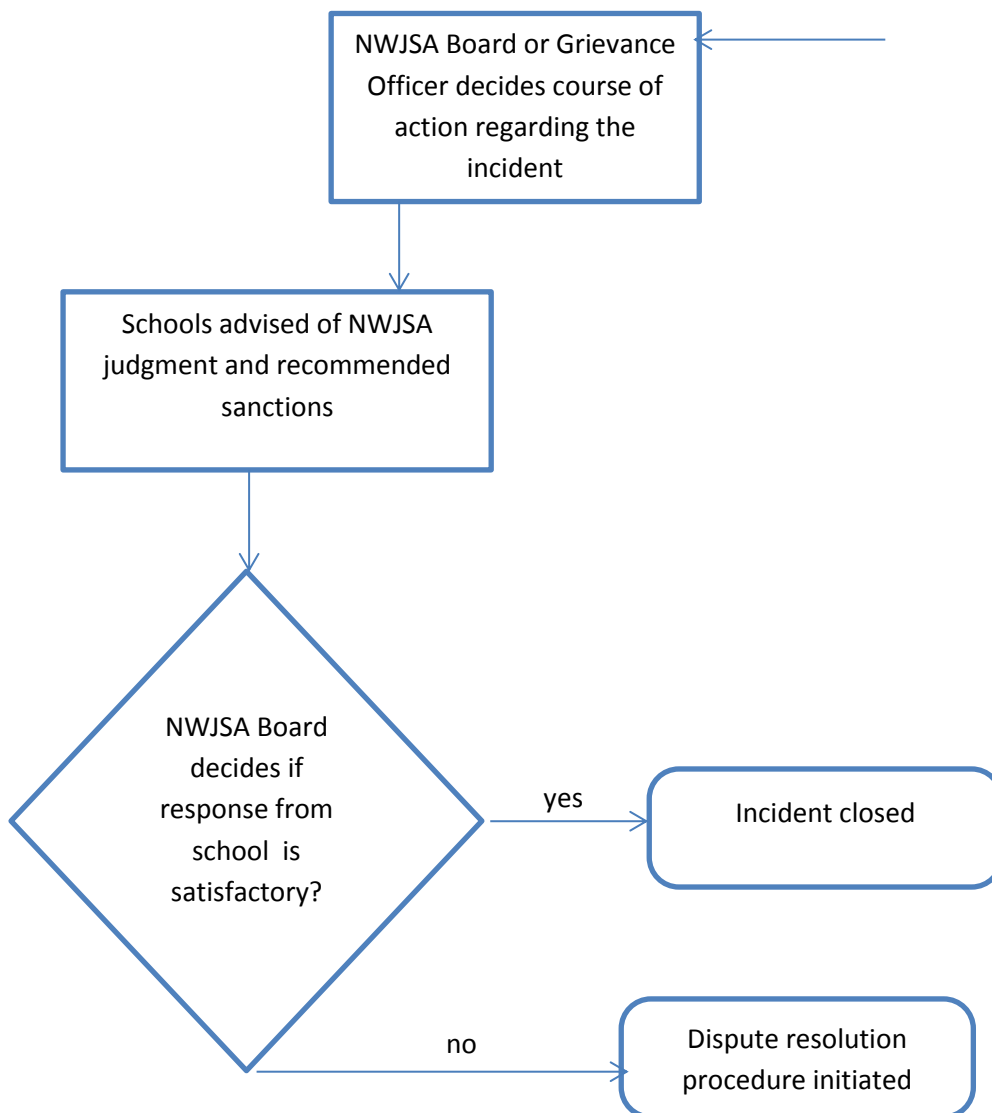 NWJSA Board or Grievance
Officer decides course of
action regarding the
incident
Schools advised of NWJSA
judgment and recommended
sanctions
NWJSA Board
decides if
response from
school  is
satisfactory?
yes
Incident closed
no
Dispute resolution
procedure initiated